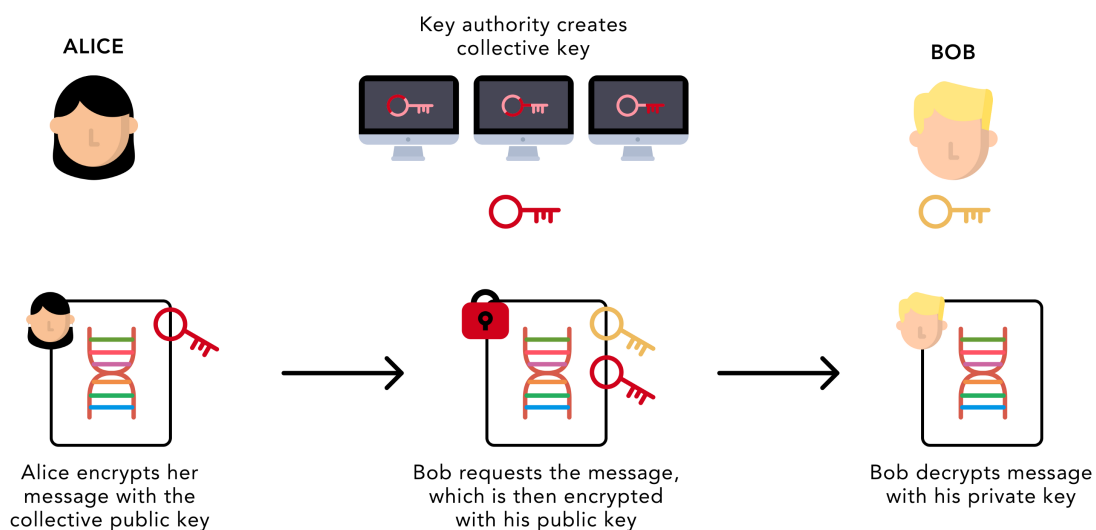 ALICE
Key authority creates
collective key
BOB
Alice encrypts her
message with the
collective public key
Bob requests the message,
which is then encrypted
with his public key
Bob decrypts message
with his private key